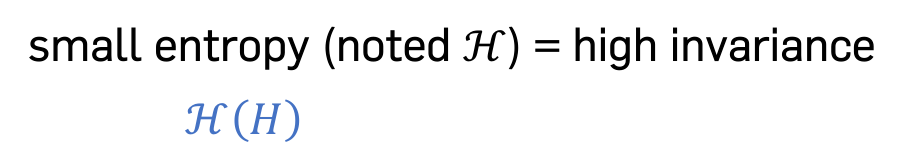 small entropy (noted ℋ) = high invariance
ℋ(𝐻)